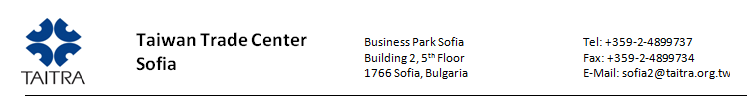 TAITRA
Taiwan Trade Center
Sofia
Business Park Sofia
Building 2, 5th Floor
1766 Sofia, Bulgaria
Tel: +359-2-4899737
Fax: +359-2-4899734
E-Mail: sofia2@taitra.org.tw